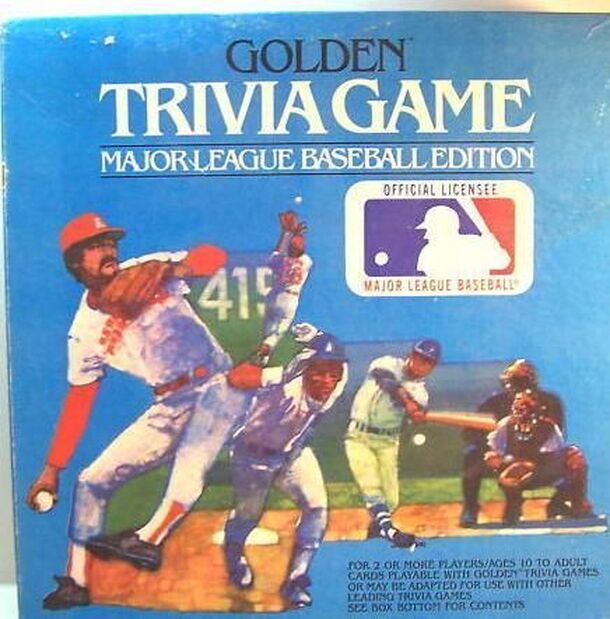 GOLDEN™
TRIVIA GAME
MAJOR LEAGUE BASEBALL EDITION
OFFICIAL LICENSEE
MAJOR LEAGUE BASEBALL®
415
FOR 2 OR MORE PLAYERS/AGES 10 TO ADULT
CARDS PLAYABLE WITH GOLDEN™ TRIVIA GAMES
OR MAY BE ADAPTED FOR USE WITH OTHER
LEADING TRIVIA GAMES
SEE BOX BOTTOM FOR CONTENTS